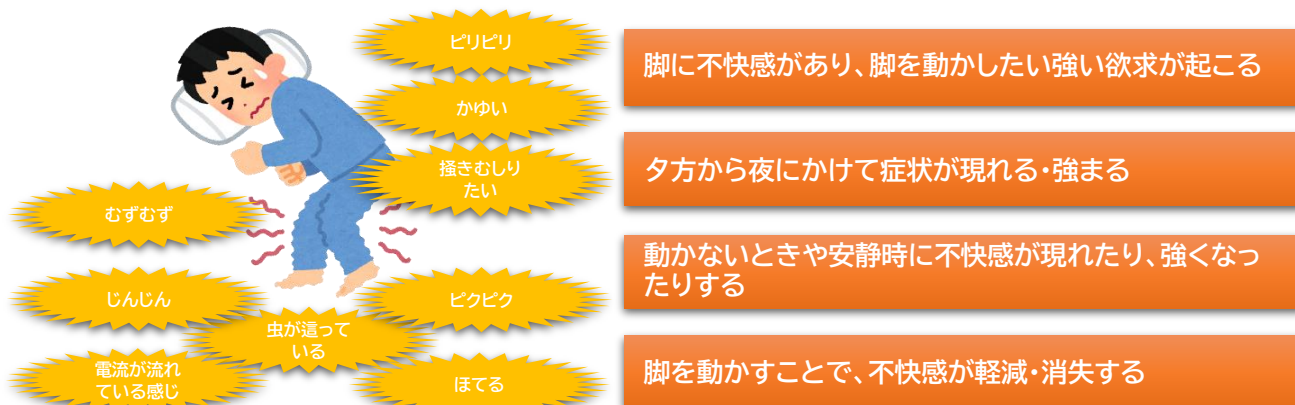 ピリピリ
かゆい
掻きむしり
たい
むずむず
じんじん
ピクピク
虫が這って
いる
電流が流れ
ている感じ
ほてる
脚に不快感があり、脚を動かしたい強い欲求が起こる
夕方から夜にかけて症状が現れる・強まる
動かないときや安静時に不快感が現れたり、強くなっ
たりする
脚を動かすことで、不快感が軽減・消失する